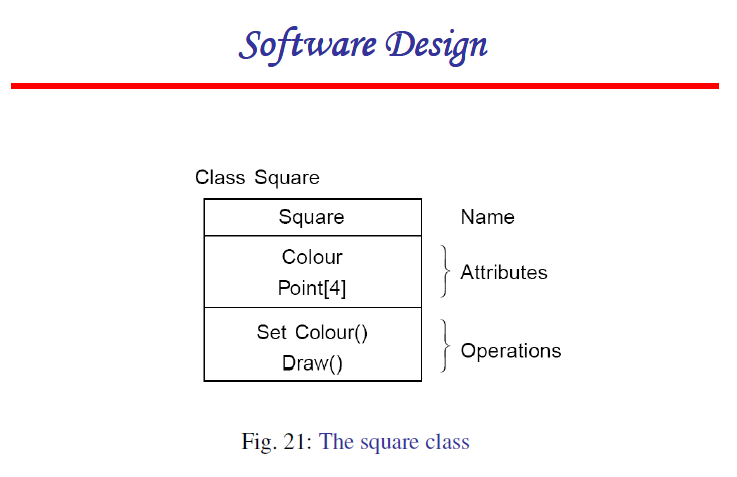 Software Design
Class Square
Square
Name
Colour
Point[4]
Attributes
Set Colour()
Draw()
Operations
Fig. 21: The square class